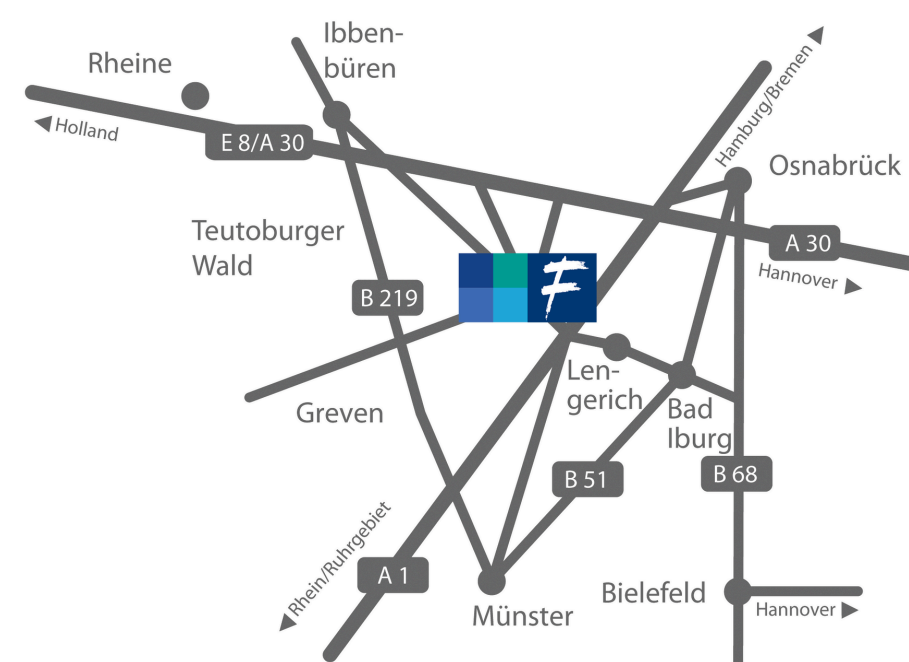 Ibben-
büren
Rheine
Hamburg/Bremen
Holland
E 8/A 30
Osnabrück
Teutoburger
Wald
A 30
Hannover
B 219
F
Len-
gerich
Greven
Bad
Iburg
B 51
B 68
Rhein/Ruhrgebiet
A 1
Münster
Bielefeld
Hannover